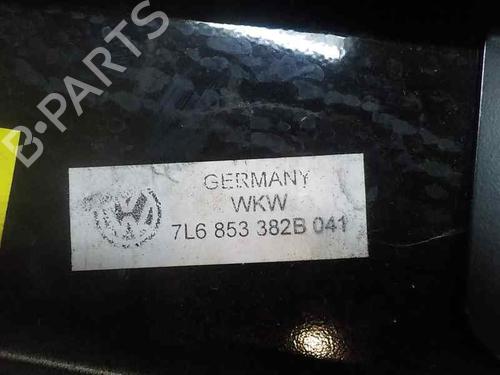 B-PARTS
GERMANY
WKW
7L6 853 382B 041